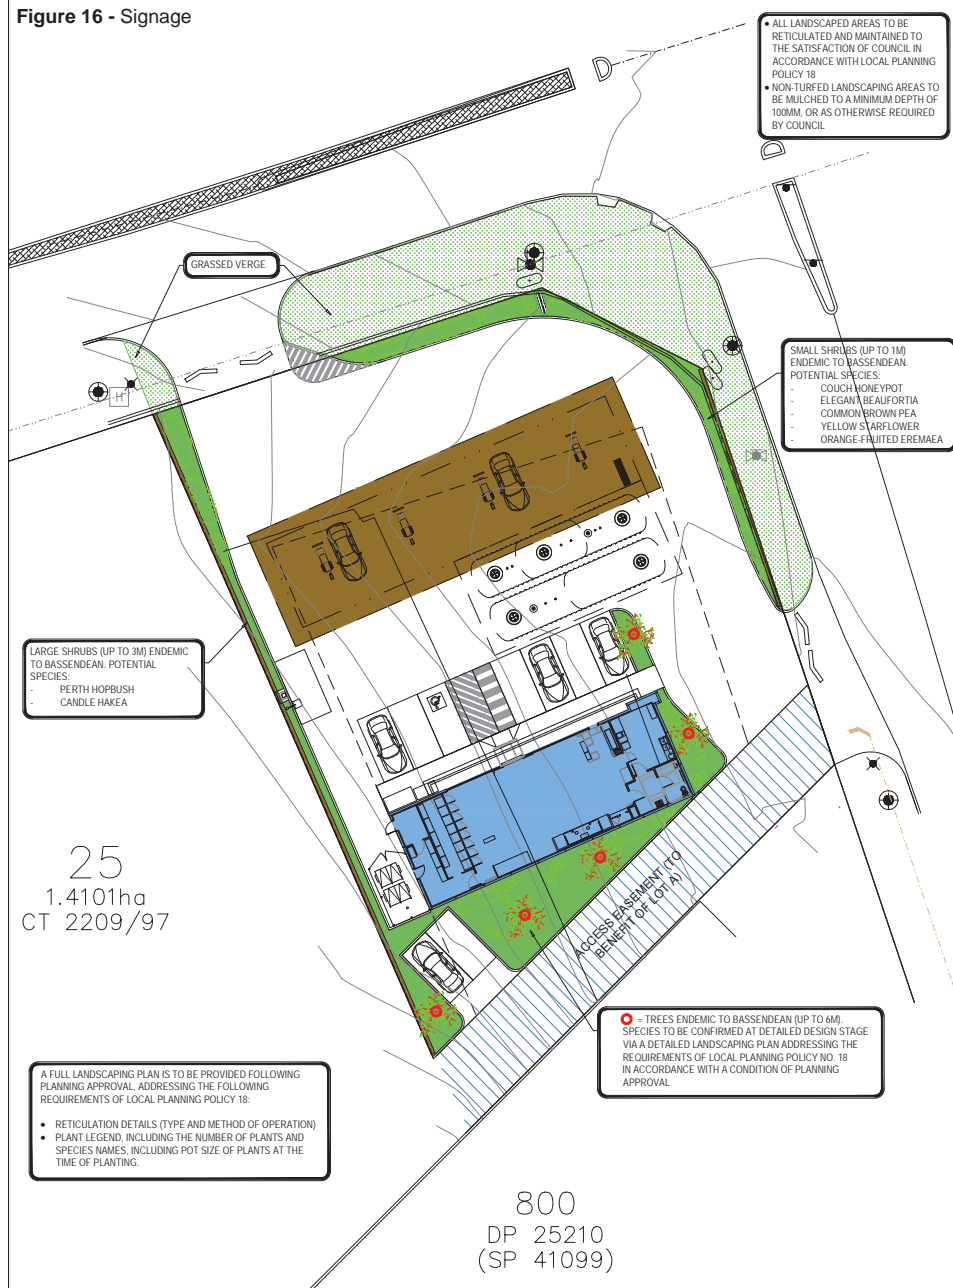 Figure 16 - Signage
• ALL LANDSCAPED AREAS TO BE
RETICULATED AND MAINTAINED TO
THE SATISFACTION OF COUNCIL IN
ACCORDANCE WITH LOCAL PLANNING
POLICY 18
• NON-TURFED LANDSCAPING AREAS TO
BE MULCHED TO A MINIMUM DEPTH OF
100MM, OR AS OTHERWISE REQUIRED
BY COUNCIL
D
D
GRASSED VERGE
H
SMALL SHRUBS (UP TO 1M)
ENDEMIC TO BASSENDEAN.
POTENTIAL SPECIES:
- COUCH HONEYPOT
- ELEGANT BEAUFORTIA
- COMMON BROWN PEA
- YELLOW STARFLOWER
- ORANGE-FRUITED EREMAEA
LARGE SHRUBS (UP TO 3M) ENDEMIC
TO BASSENDEAN. POTENTIAL
SPECIES:
- PERTH HOPBUSH
- CANDLE HAKEA
25
1.4101ha
CT 2209/97
ACCESS EASEMENT (TO
BENEFIT OF LOT A)
= TREES ENDEMIC TO BASSENDEAN (UP TO 6M).
SPECIES TO BE CONFIRMED AT DETAILED DESIGN STAGE
VIA A DETAILED LANDSCAPING PLAN ADDRESSING THE
REQUIREMENTS OF LOCAL PLANNING POLICY NO. 18
IN ACCORDANCE WITH A CONDITION OF PLANNING
APPROVAL
A FULL LANDSCAPING PLAN IS TO BE PROVIDED FOLLOWING
PLANNING APPROVAL, ADDRESSING THE FOLLOWING
REQUIREMENTS OF LOCAL PLANNING POLICY 18:
• RETICULATION DETAILS (TYPE AND METHOD OF OPERATION)
• PLANT LEGEND, INCLUDING THE NUMBER OF PLANTS AND
SPECIES NAMES, INCLUDING POT SIZE OF PLANTS AT THE
TIME OF PLANTING.
800
DP 25210
(SP 41099)